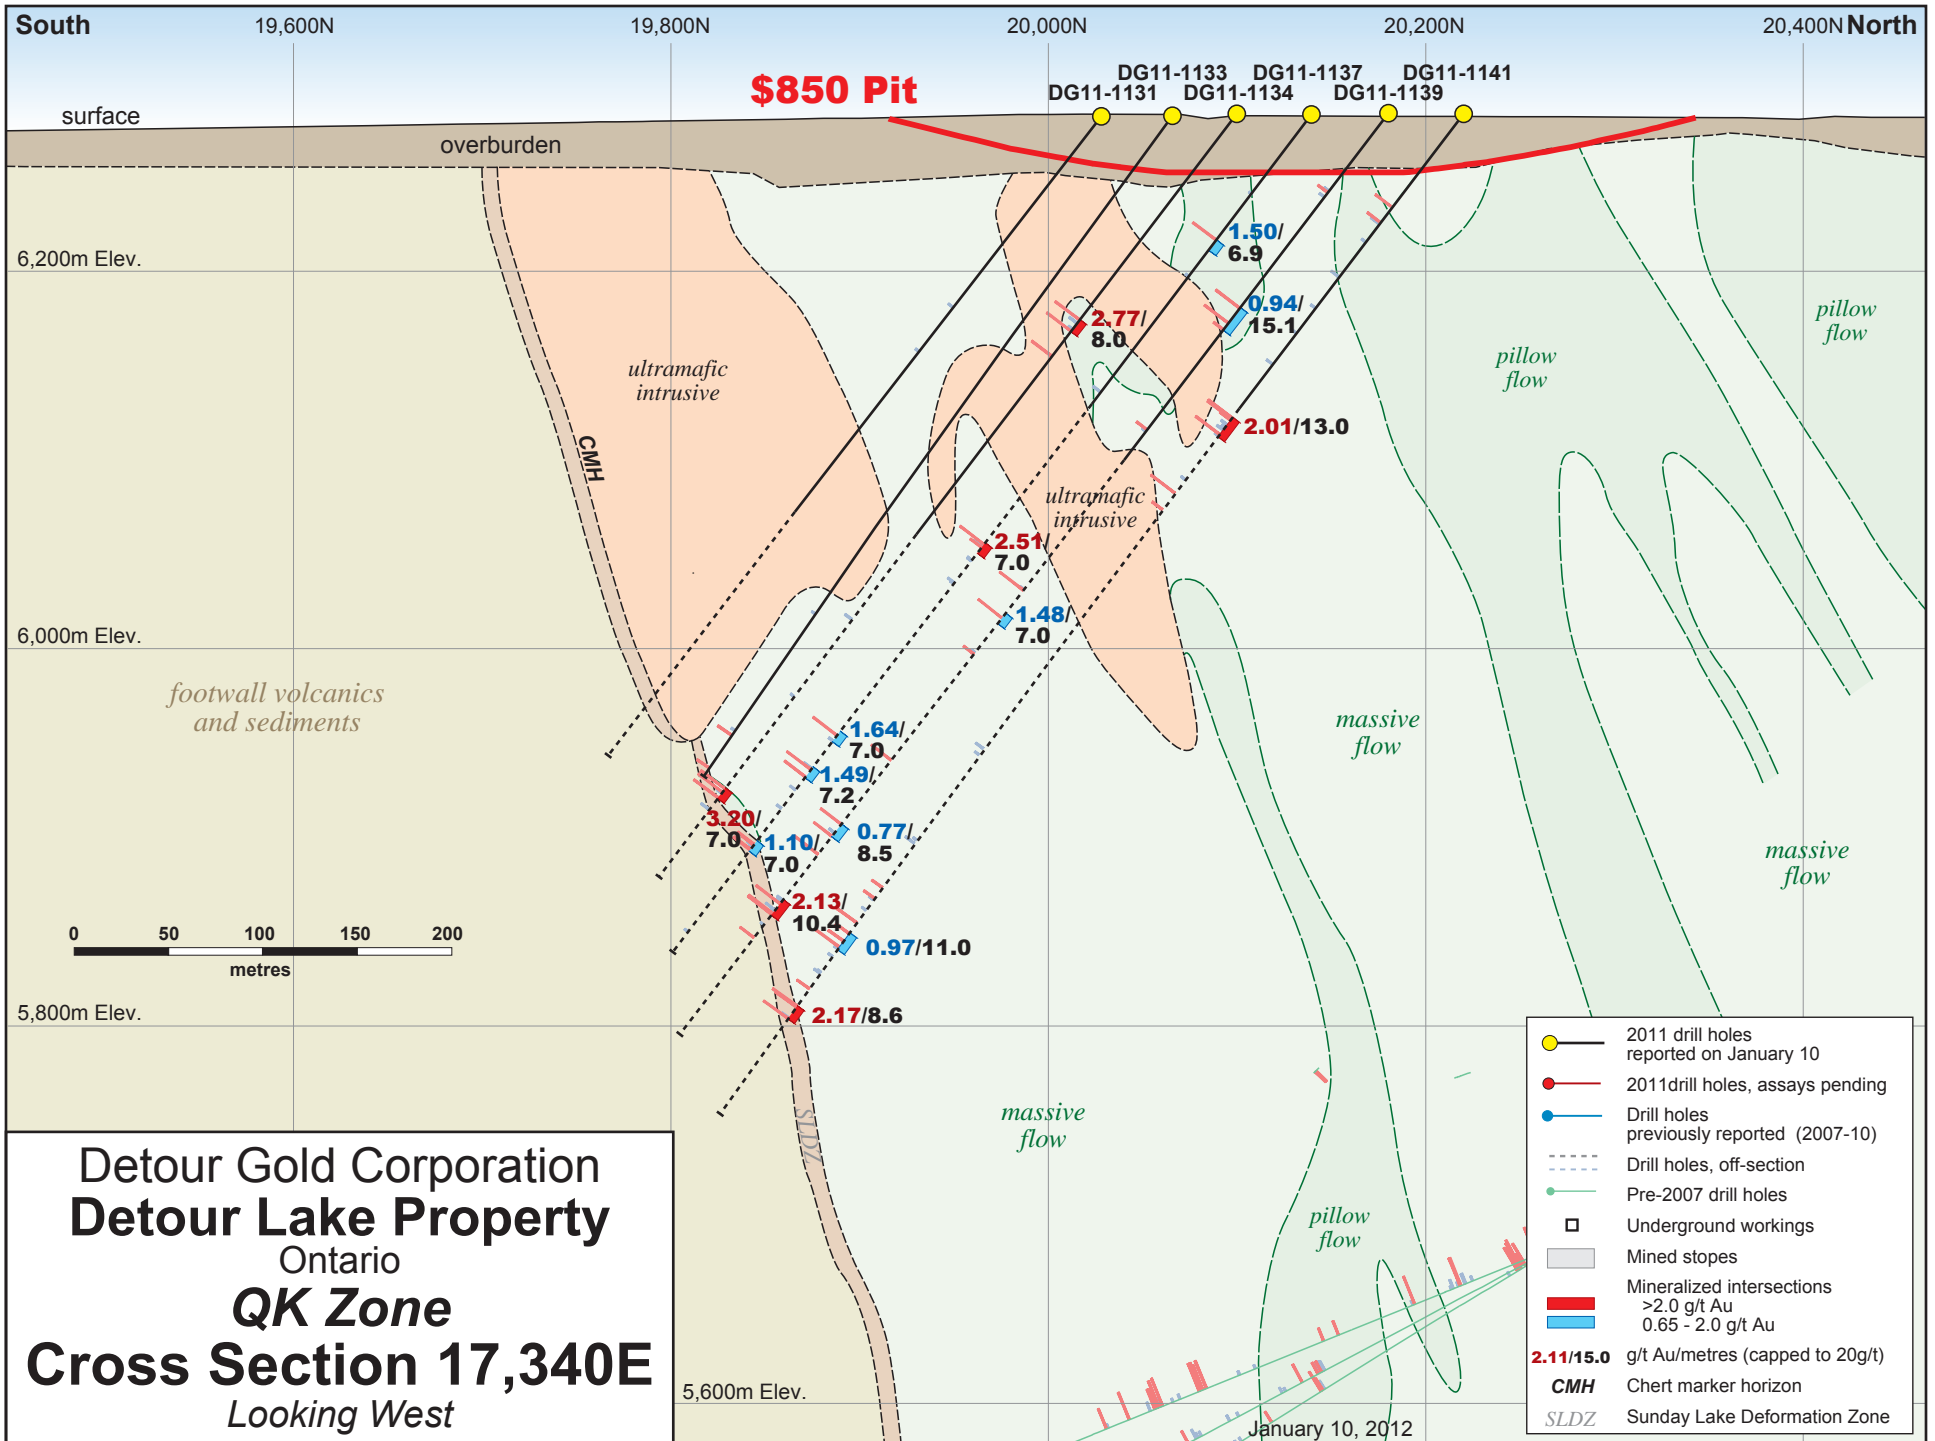 South
19,600N
19,800N
20,000N
20,200N
20,400N
North
$850 Pit
DG11-1133
DG11-1137
DG11-1141
DG11-1131
DG11-1134
DG11-1139
surface
overburden
6,200m Elev.
1.50/
6.9
0.94/
15.1
2.77/
8.0
pillow
flow
pillow
flow
ultramafic
intrusive
CMH
2.01/13.0
ultramafic
intrusive
2.51/
7.0
1.48/
7.0
6,000m Elev.
footwall volcanics
and sediments
massive
flow
1.64/
7.0
1.49/
7.2
3.20/
7.0
1.10/
7.0
0.77/
8.5
massive
flow
2.13/
10.4
0.97/11.0
0 50 100 150 200
metres
5,800m Elev.
2.17/8.6
massive
flow
SLDZ
pillow
flow
5,600m Elev.
January 10, 2012
Detour Gold Corporation
Detour Lake Property
Ontario
QK Zone
Cross Section 17,340E
Looking West
2011 drill holes
reported on January 10
2011drill holes, assays pending
Drill holes
previously reported (2007-10)
Drill holes, off-section
Pre-2007 drill holes
Underground workings
Mined stopes
Mineralized intersections
>2.0 g/t Au
0.65 - 2.0 g/t Au
2.11/15.0 g/t Au/metres (capped to 20g/t)
CMH Chert marker horizon
SLDZ Sunday Lake Deformation Zone